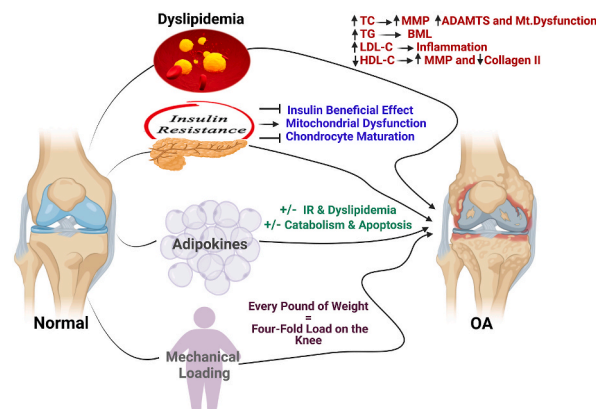 Dyslipidemia
↑TC → ↑MMP ↑ADAMTS and Mt.Dysfunction
↑TG → BML
↑LDL-C → Inflammation
↓HDL-C → ↑MMP and ↓Collagen II
Insulin
Resistance
Insulin Beneficial Effect
Mitochondrial Dysfunction
Chondrocyte Maturation
Adipokines
+/- IR & Dyslipidemia
+/- Catabolism & Apoptosis
Normal
OA
Every Pound of Weight
=
Four-Fold Load on the
Knee
Mechanical
Loading